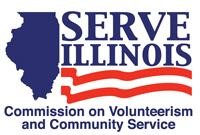 SERVE
ILLINOIS
Commission on Volunteerism
and Community Service